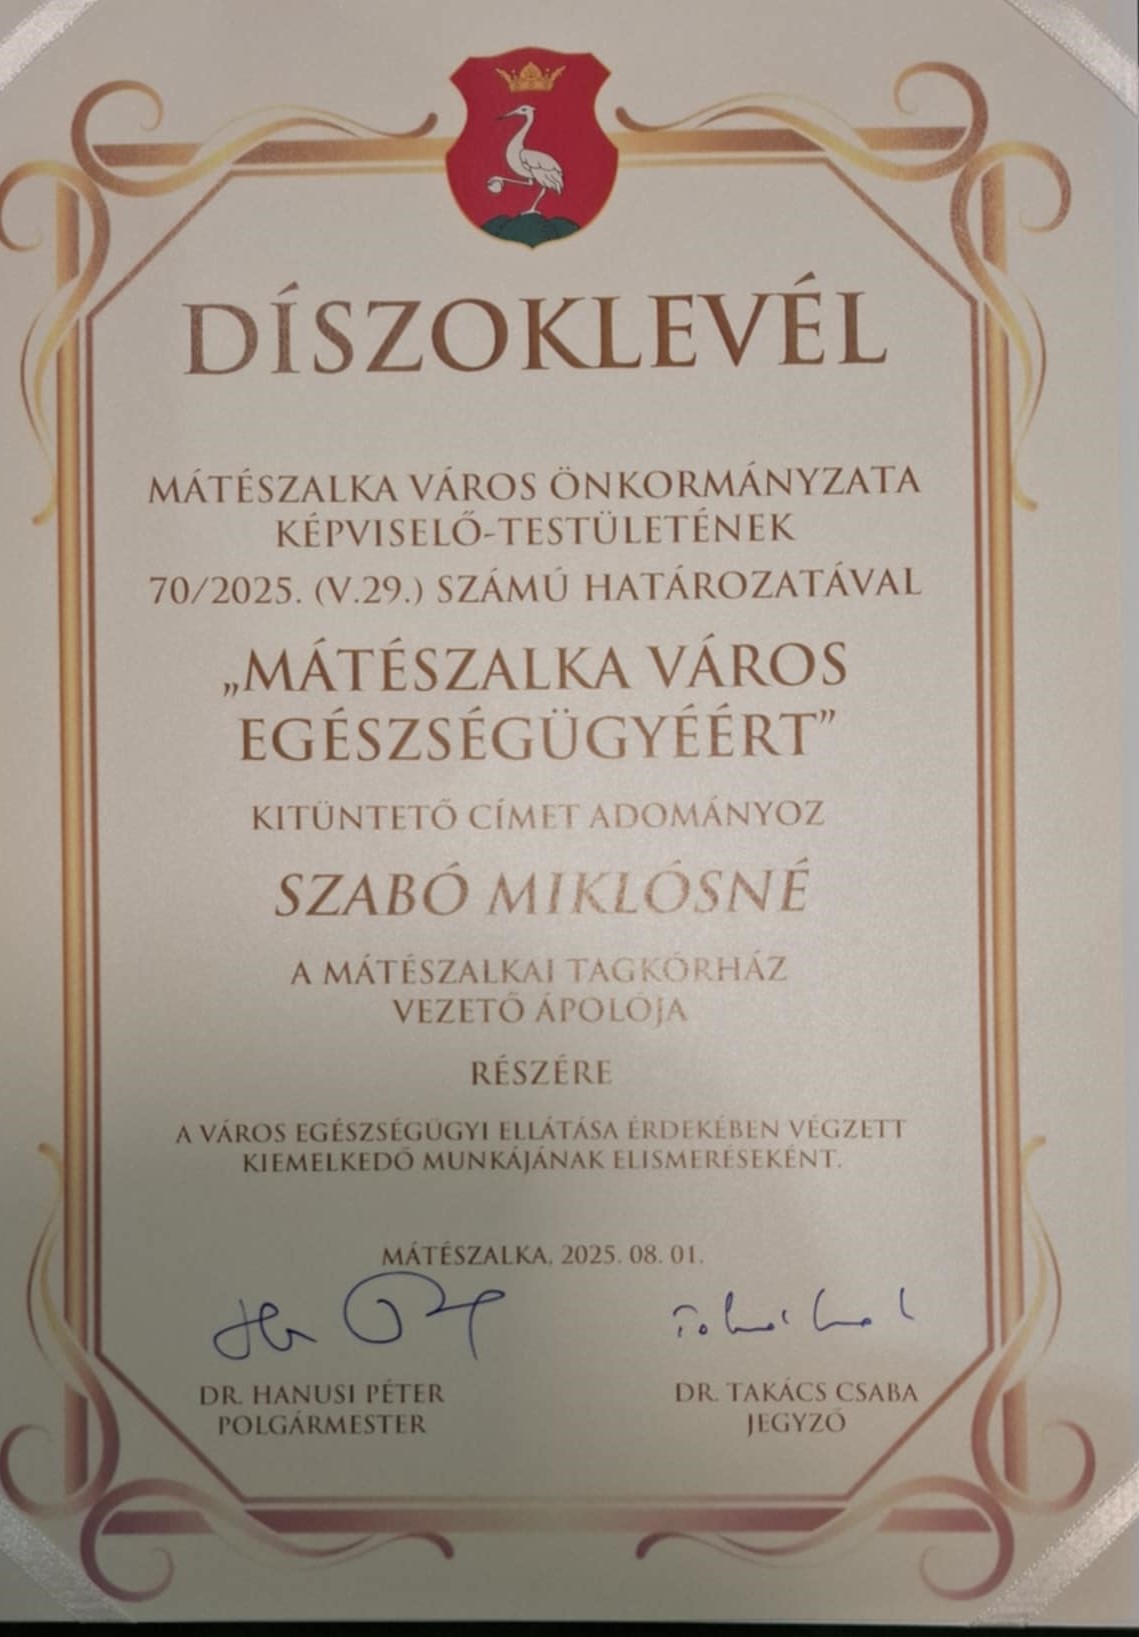 DÍSZOKLEVÉL
MÁTÉSZALKA VÁROS ÖNKORMÁNYZATA
KÉPVISELŐ-TESTÜLETÉNEK
70/2025. (V.29.) SZÁMÚ HATÁROZATÁVAL
„MÁTÉSZALKA VÁROS
EGÉSZSÉGÜGYÉÉRT”
KITÜNTETŐ CÍMET ADOMÁNYOZ
SZABÓ MIKLÓSNÉ
A MÁTÉSZALKAI TAGKÓRHÁZ
VEZETŐ ÁPOLÓJA
RÉSZÉRE
A VÁROS EGÉSZSÉGÜGYI ELLÁTÁSA ÉRDEKÉBEN VÉGZETT
KIEMELKEDŐ MUNKÁJÁNAK ELISMERÉSEKÉNT.
MÁTÉSZALKA, 2025. 08. 01.
DR. HANUSI PÉTER
POLGÁRMESTER
DR. TAKÁCS CSABA
JEGYZŐ